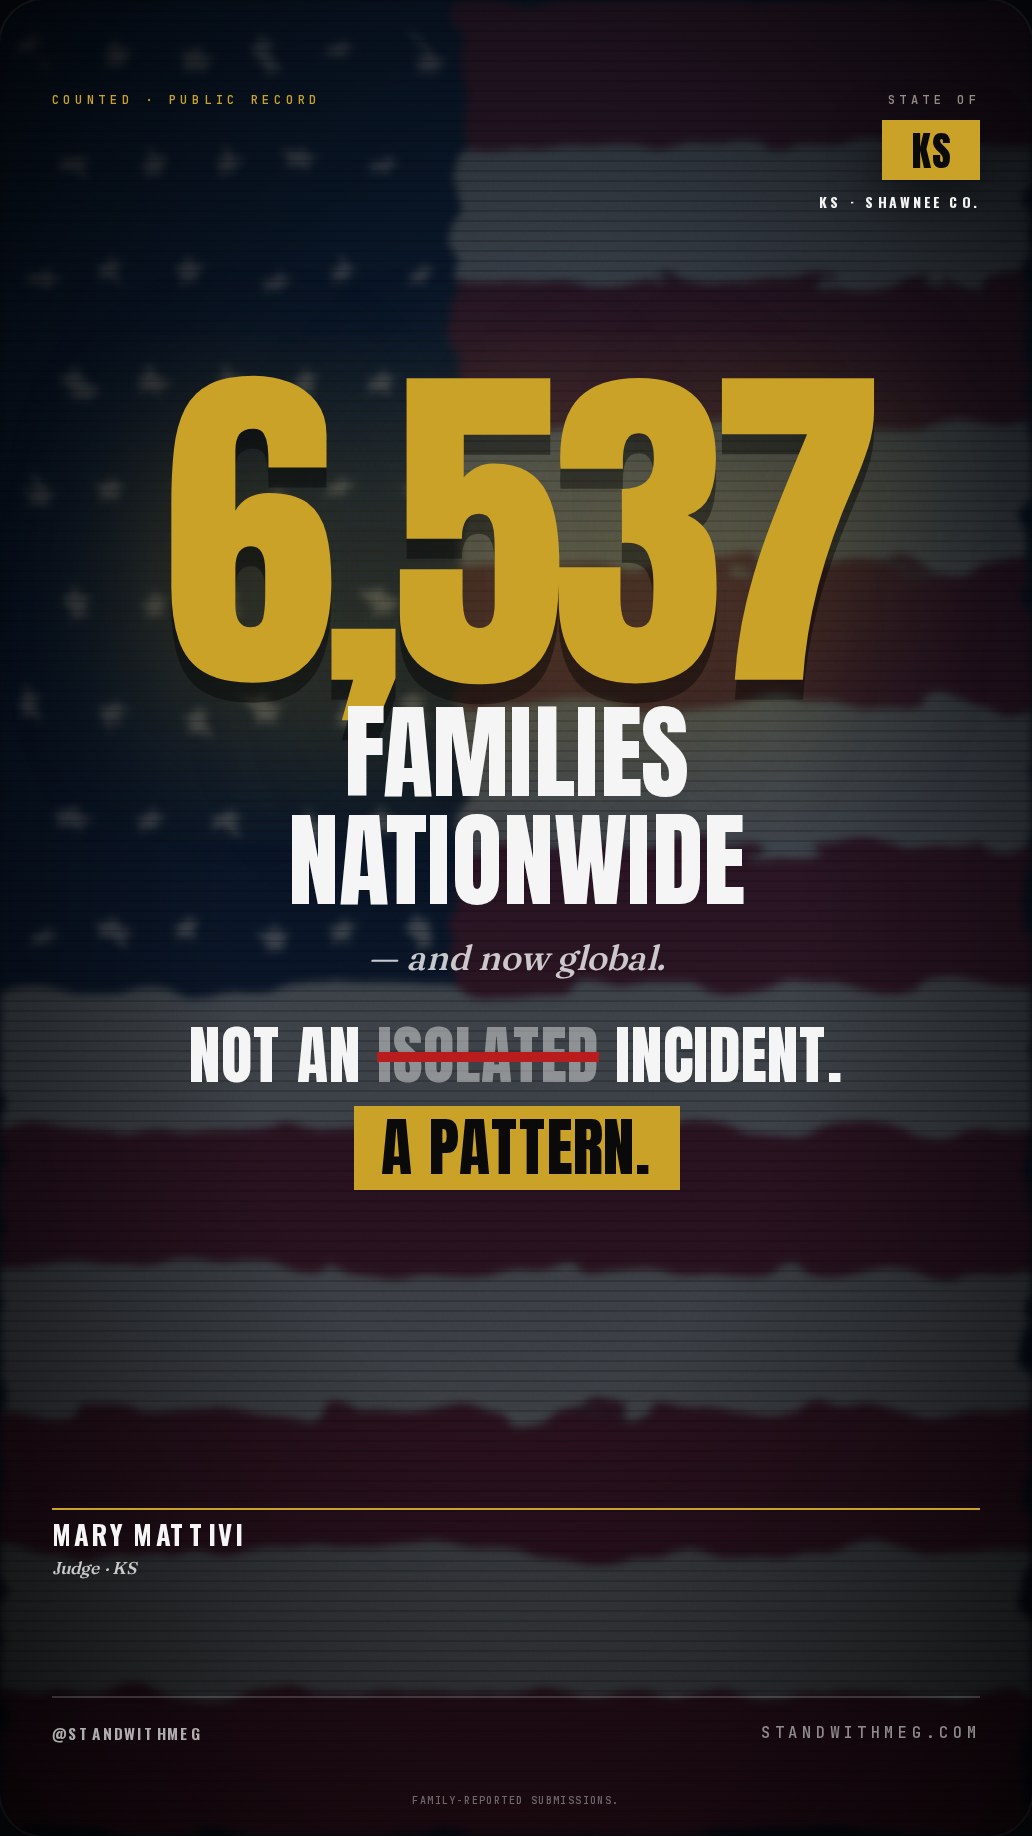 COUNTED · PUBLIC RECORD
STATE OF
KS
KS · SHAWNEE CO.
6,537
FAMILIES
NATIONWIDE
— and now global.
NOT AN ISOLATED INCIDENT.
A PATTERN.
MARY MATTIVI
Judge · KS
@STANDWITHMEG
STANDWITHMEG.COM
FAMILY-REPORTED SUBMISSIONS.